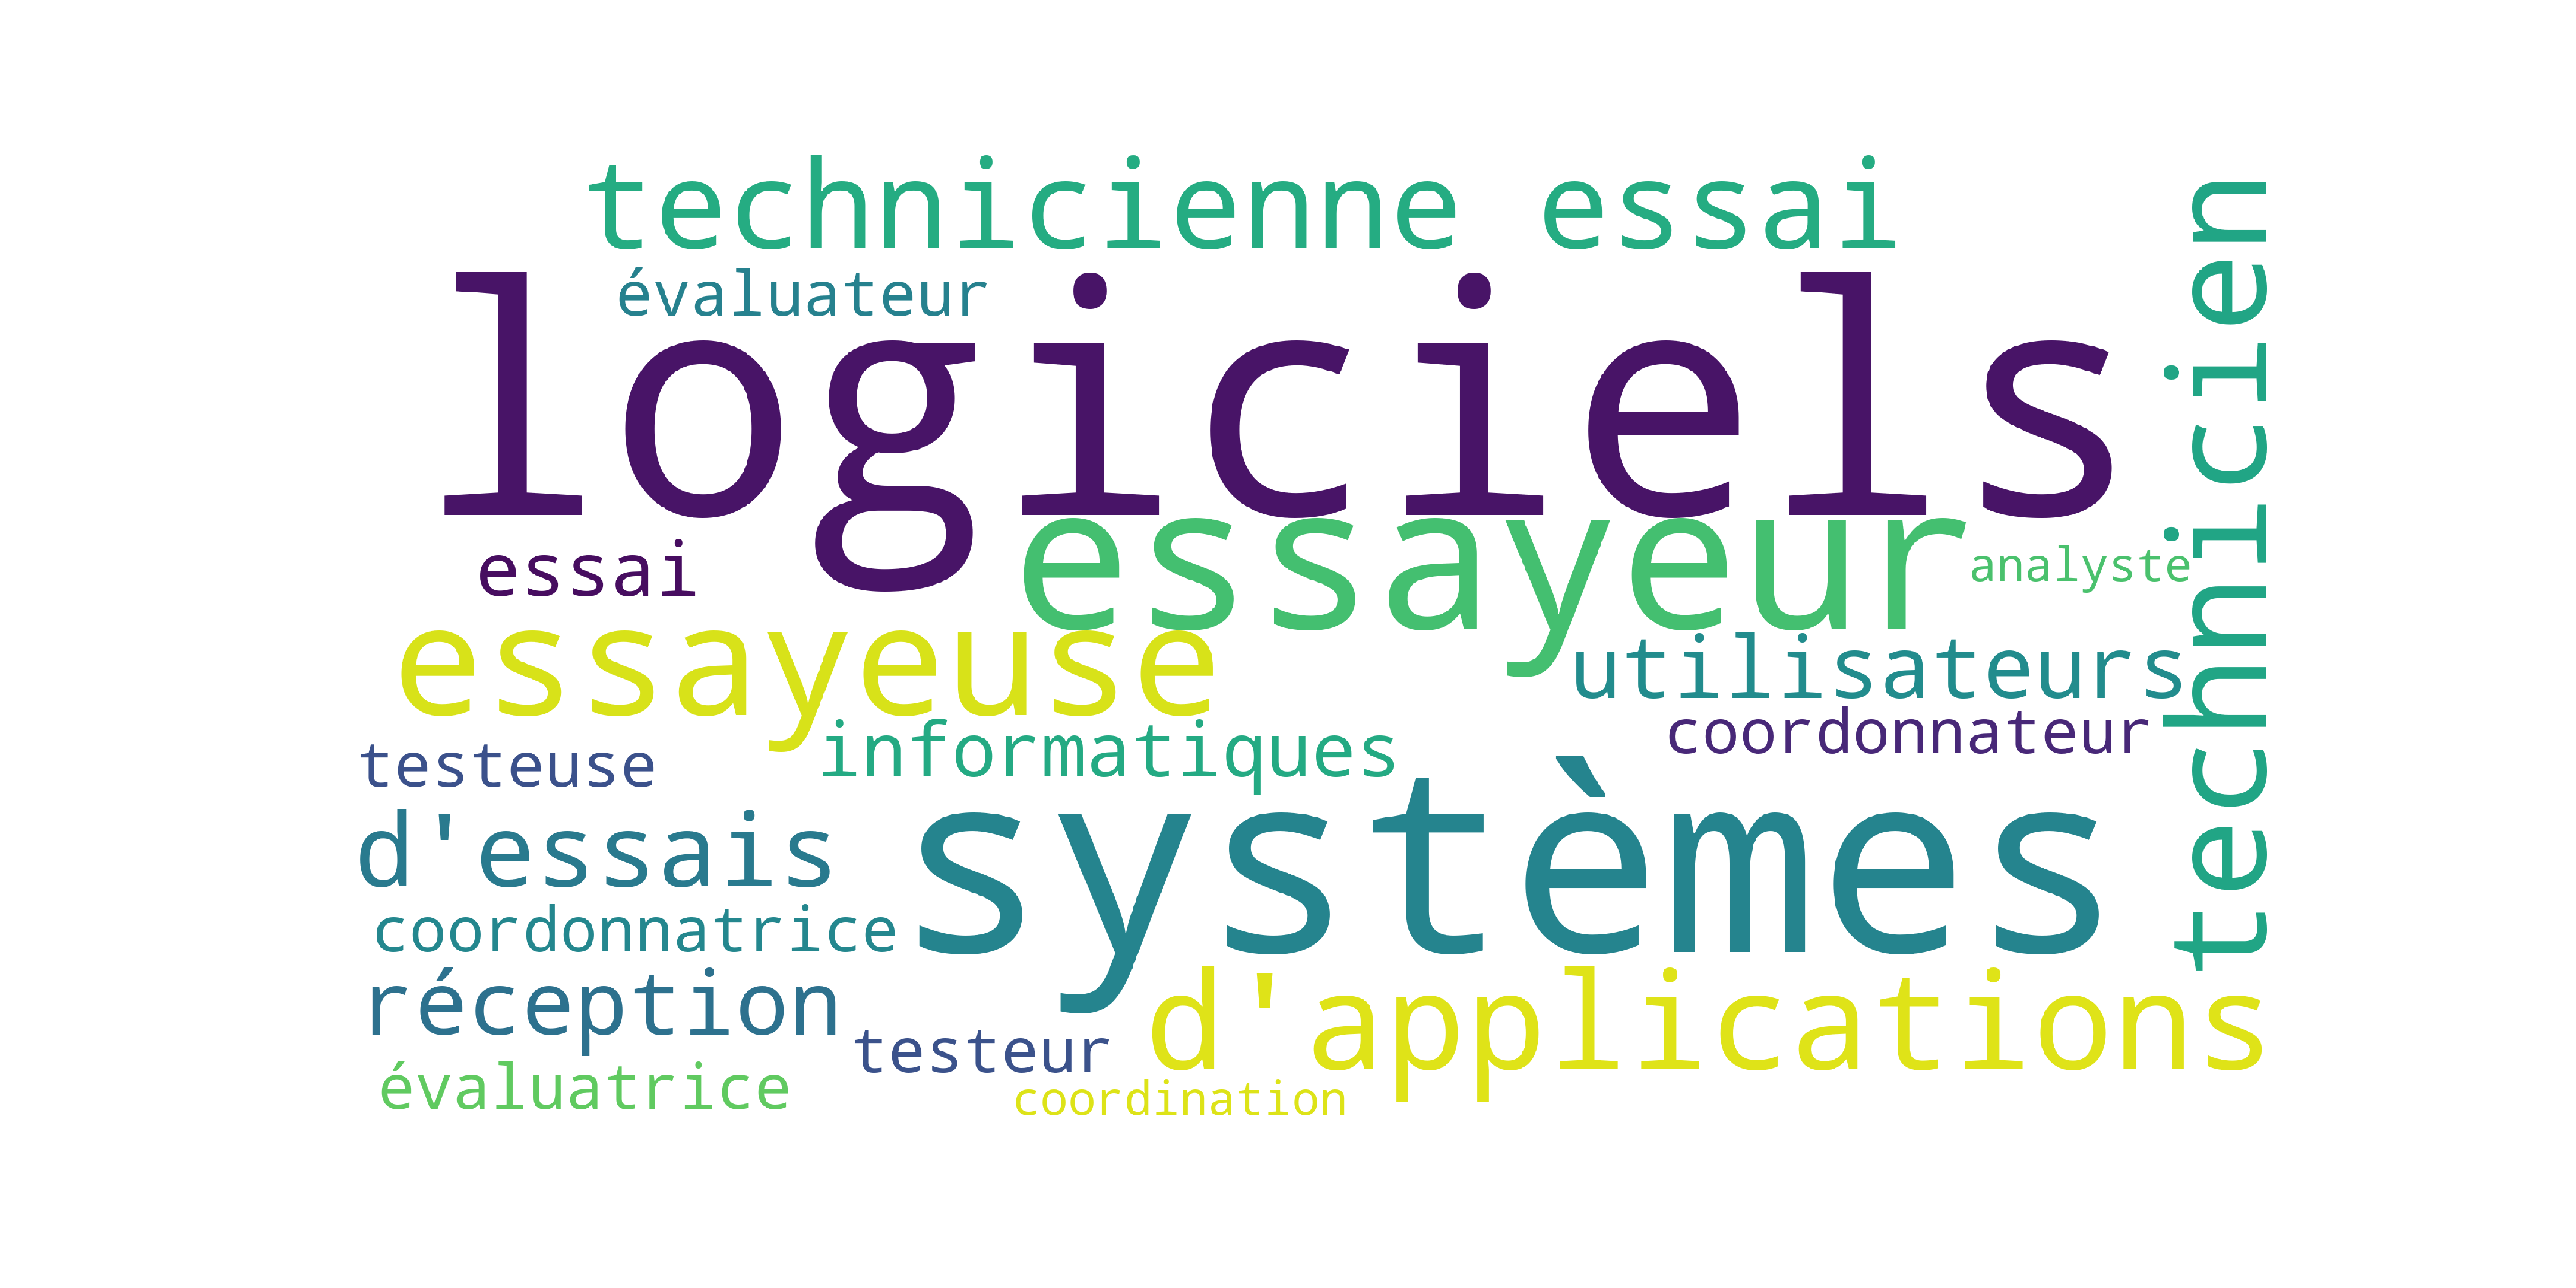 technicienne essai
évaluateur
logiciels
technicien
essayeur
essai
analyste
essayeuse
utilisateurs
coordonnateur
informatiques
testeuse
systèmes
d'essais
coordonnatrice
réception
d'applications
testeur
évaluatrice
coordination